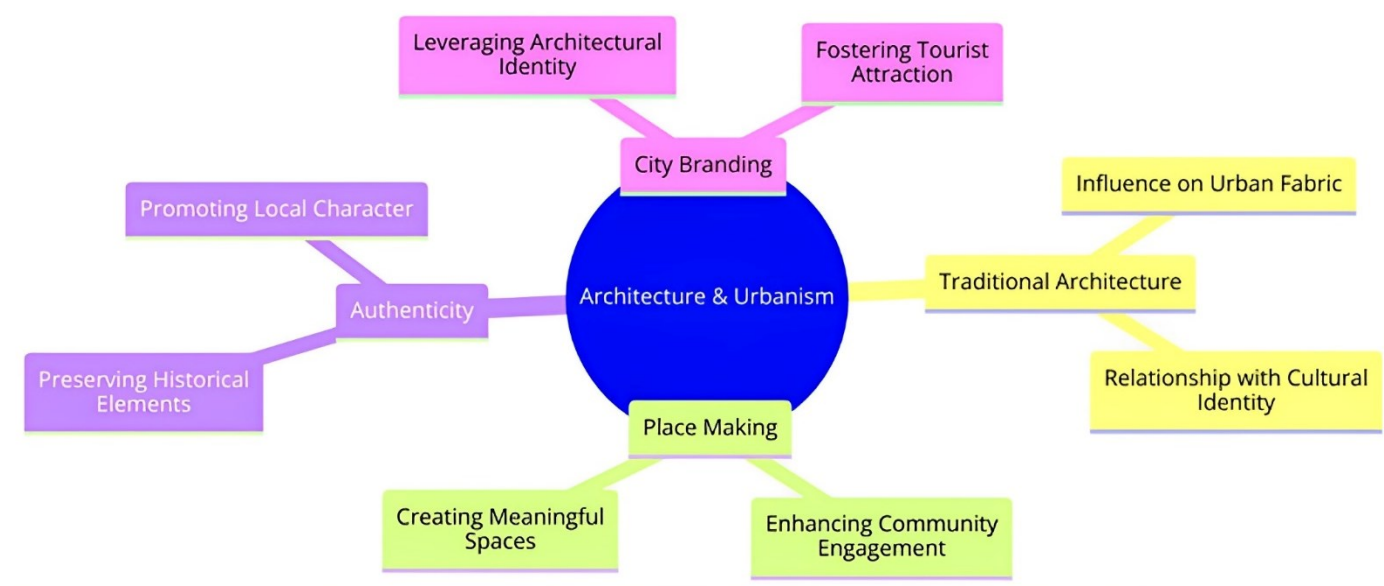 Leveraging Architectural
Identity
Fostering Tourist
Attraction
City Branding
Influence on Urban Fabric
Promoting Local Character
Traditional Architecture
Architecture & Urbanism
Authenticity
Preserving Historical
Elements
Relationship with Cultural
Identity
Place Making
Creating Meaningful
Spaces
Enhancing Community
Engagement